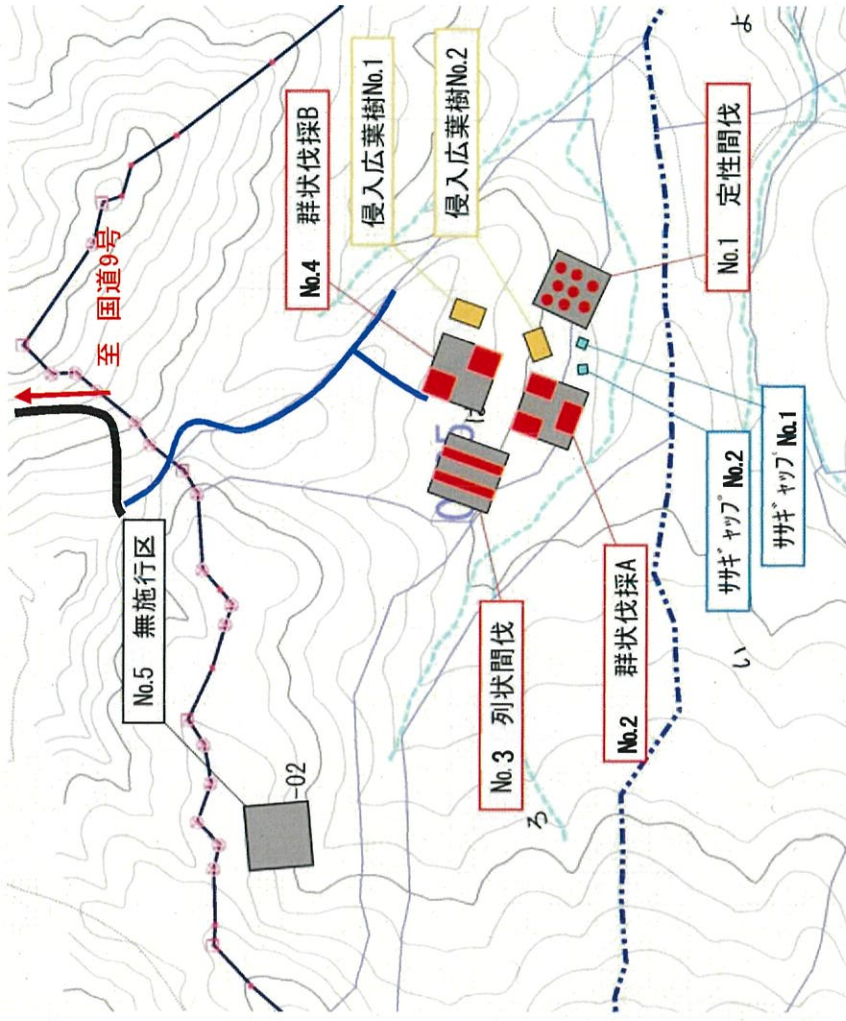 至 国道9号
No.4 群状伐採B
侵入広葉樹No.1
侵入広葉樹No.2
No.1 定性間伐
ササギャップNo.2
ササギャップNo.1
No.5 無施行区
No.3 列状間伐
No.2 群状伐採A
-02
は
ろ
い
よ